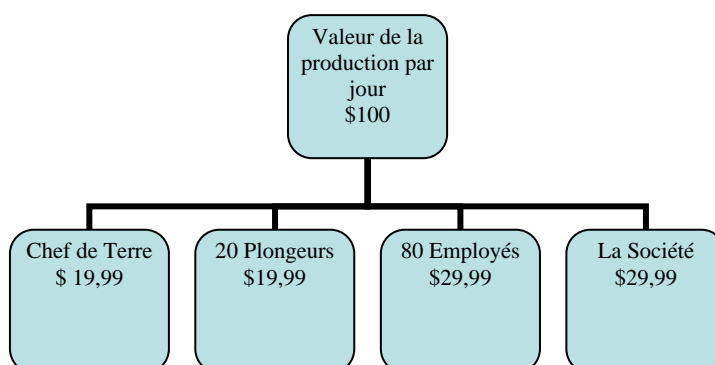 Valeur de la
production par
jour
$100
Chef de Terre
$ 19,99
20 Plongeurs
$19,99
80 Employés
$29,99
La Société
$29,99